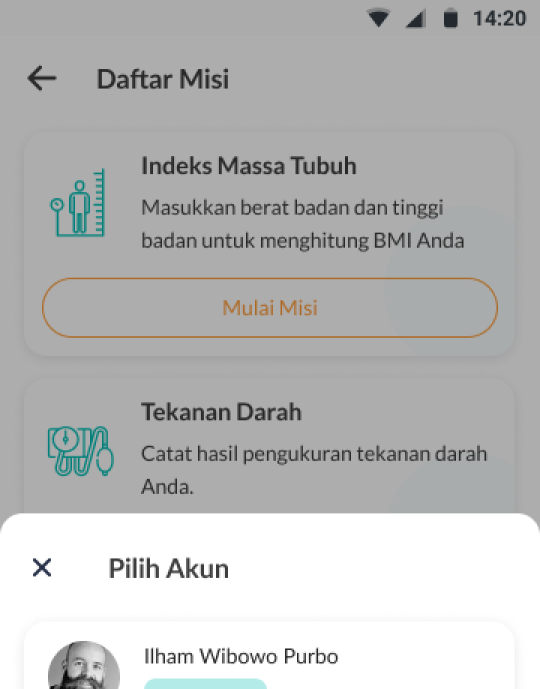 14:20
Daftar Misi
Indeks Massa Tubuh
Masukkan berat badan dan tinggi
badan untuk menghitung BMI Anda
Mulai Misi
Tekanan Darah
Catat hasil pengukuran tekanan darah
Anda.
Pilih Akun
Ilham Wibowo Purbo